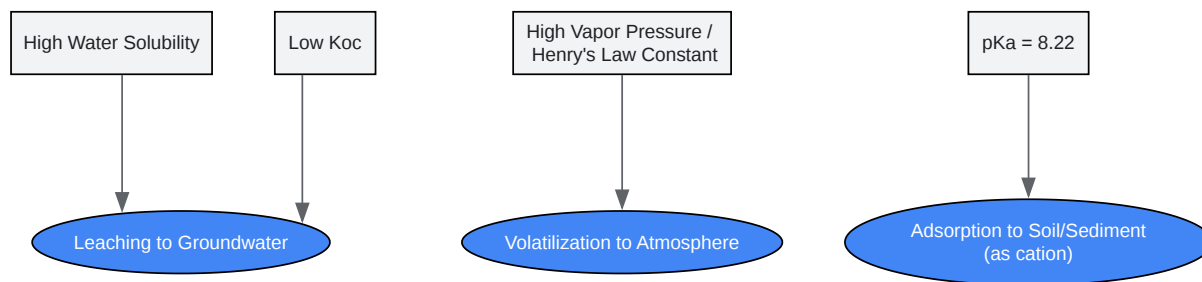 High Water Solubility
Low Koc
High Vapor Pressure /
Henry's Law Constant
pKa = 8.22
Leaching to Groundwater
Volatilization to Atmosphere
Adsorption to Soil/Sediment
(as cation)